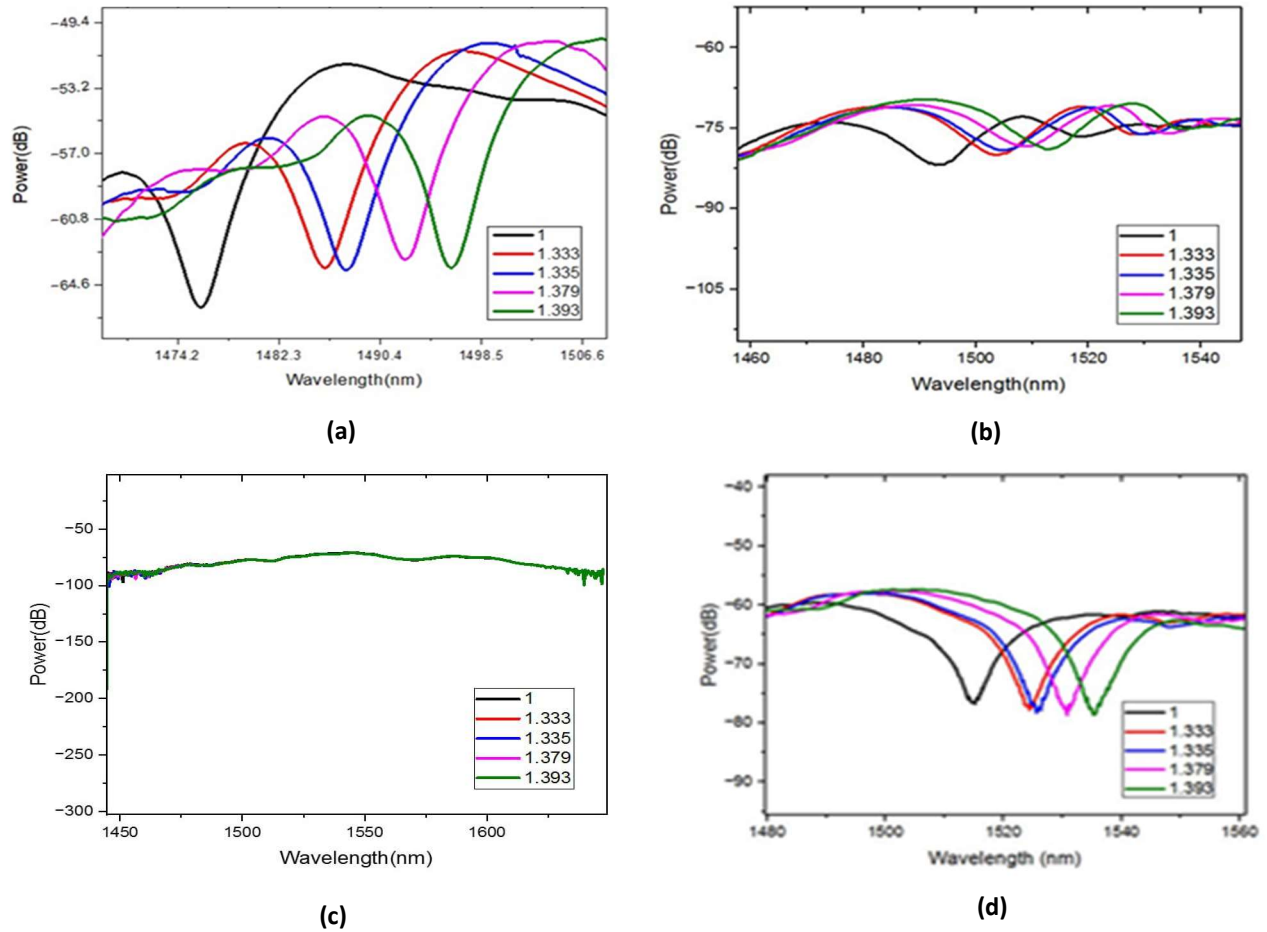 −49.4
−53.2
−57.0
−60.8
−64.6
Power(dB)
1
1.333
1.335
1.379
1.393
1474.2 1482.3 1490.4 1498.5 1506.6
Wavelength(nm)
(a)
−60
−75
−90
−105
Power(dB)
1
1.333
1.335
1.379
1.393
1460 1480 1500 1520 1540
Wavelength(nm)
(b)
−50
−100
−150
−200
−250
−300
Power(dB)
1
1.333
1.335
1.379
1.393
1450 1500 1550 1600
Wavelength(nm)
(c)
−40
−50
−60
−70
−80
−90
Power(dB)
1
1.333
1.335
1.379
1.393
1480 1500 1520 1540 1560
Wavelength (nm)
(d)